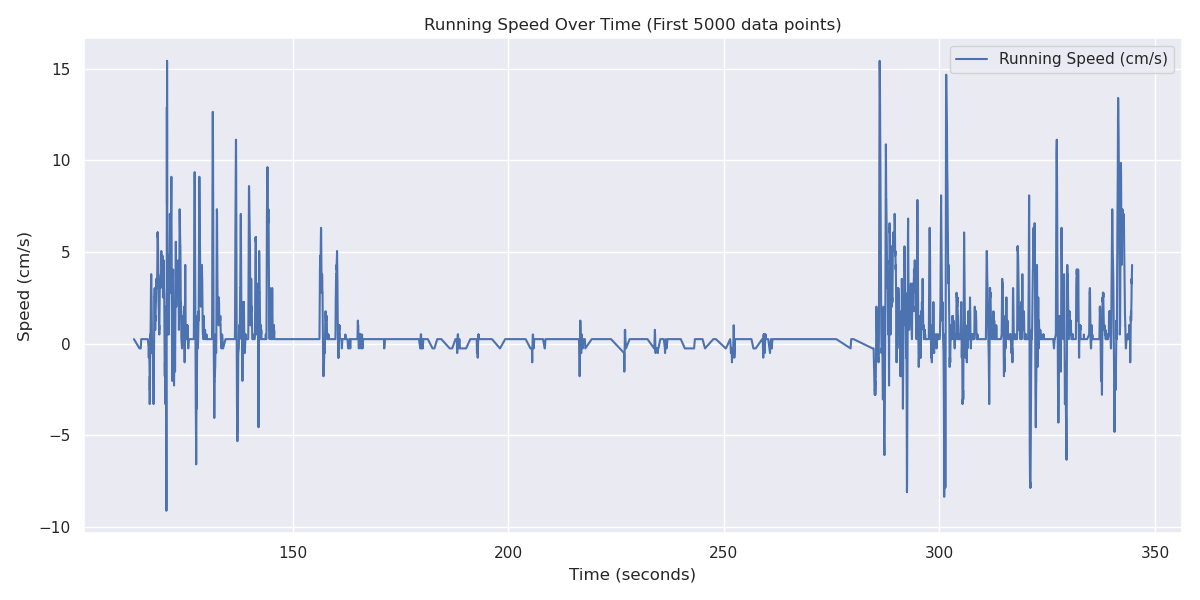 Running Speed Over Time (First 5000 data points)
Running Speed (cm/s)
Speed (cm/s)
15
10
5
0
−5
−10
150
200
250
300
350
Time (seconds)